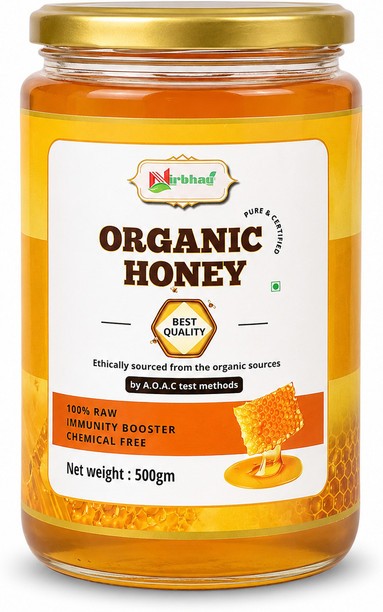 Nirbhay
PURE & CERTIFIED
ORGANIC
HONEY
BEST
QUALITY
Ethically sourced from the organic sources
by A.O.A.C test methods
100% RAW
IMMUNITY BOOSTER
CHEMICAL FREE
Net weight : 500gm